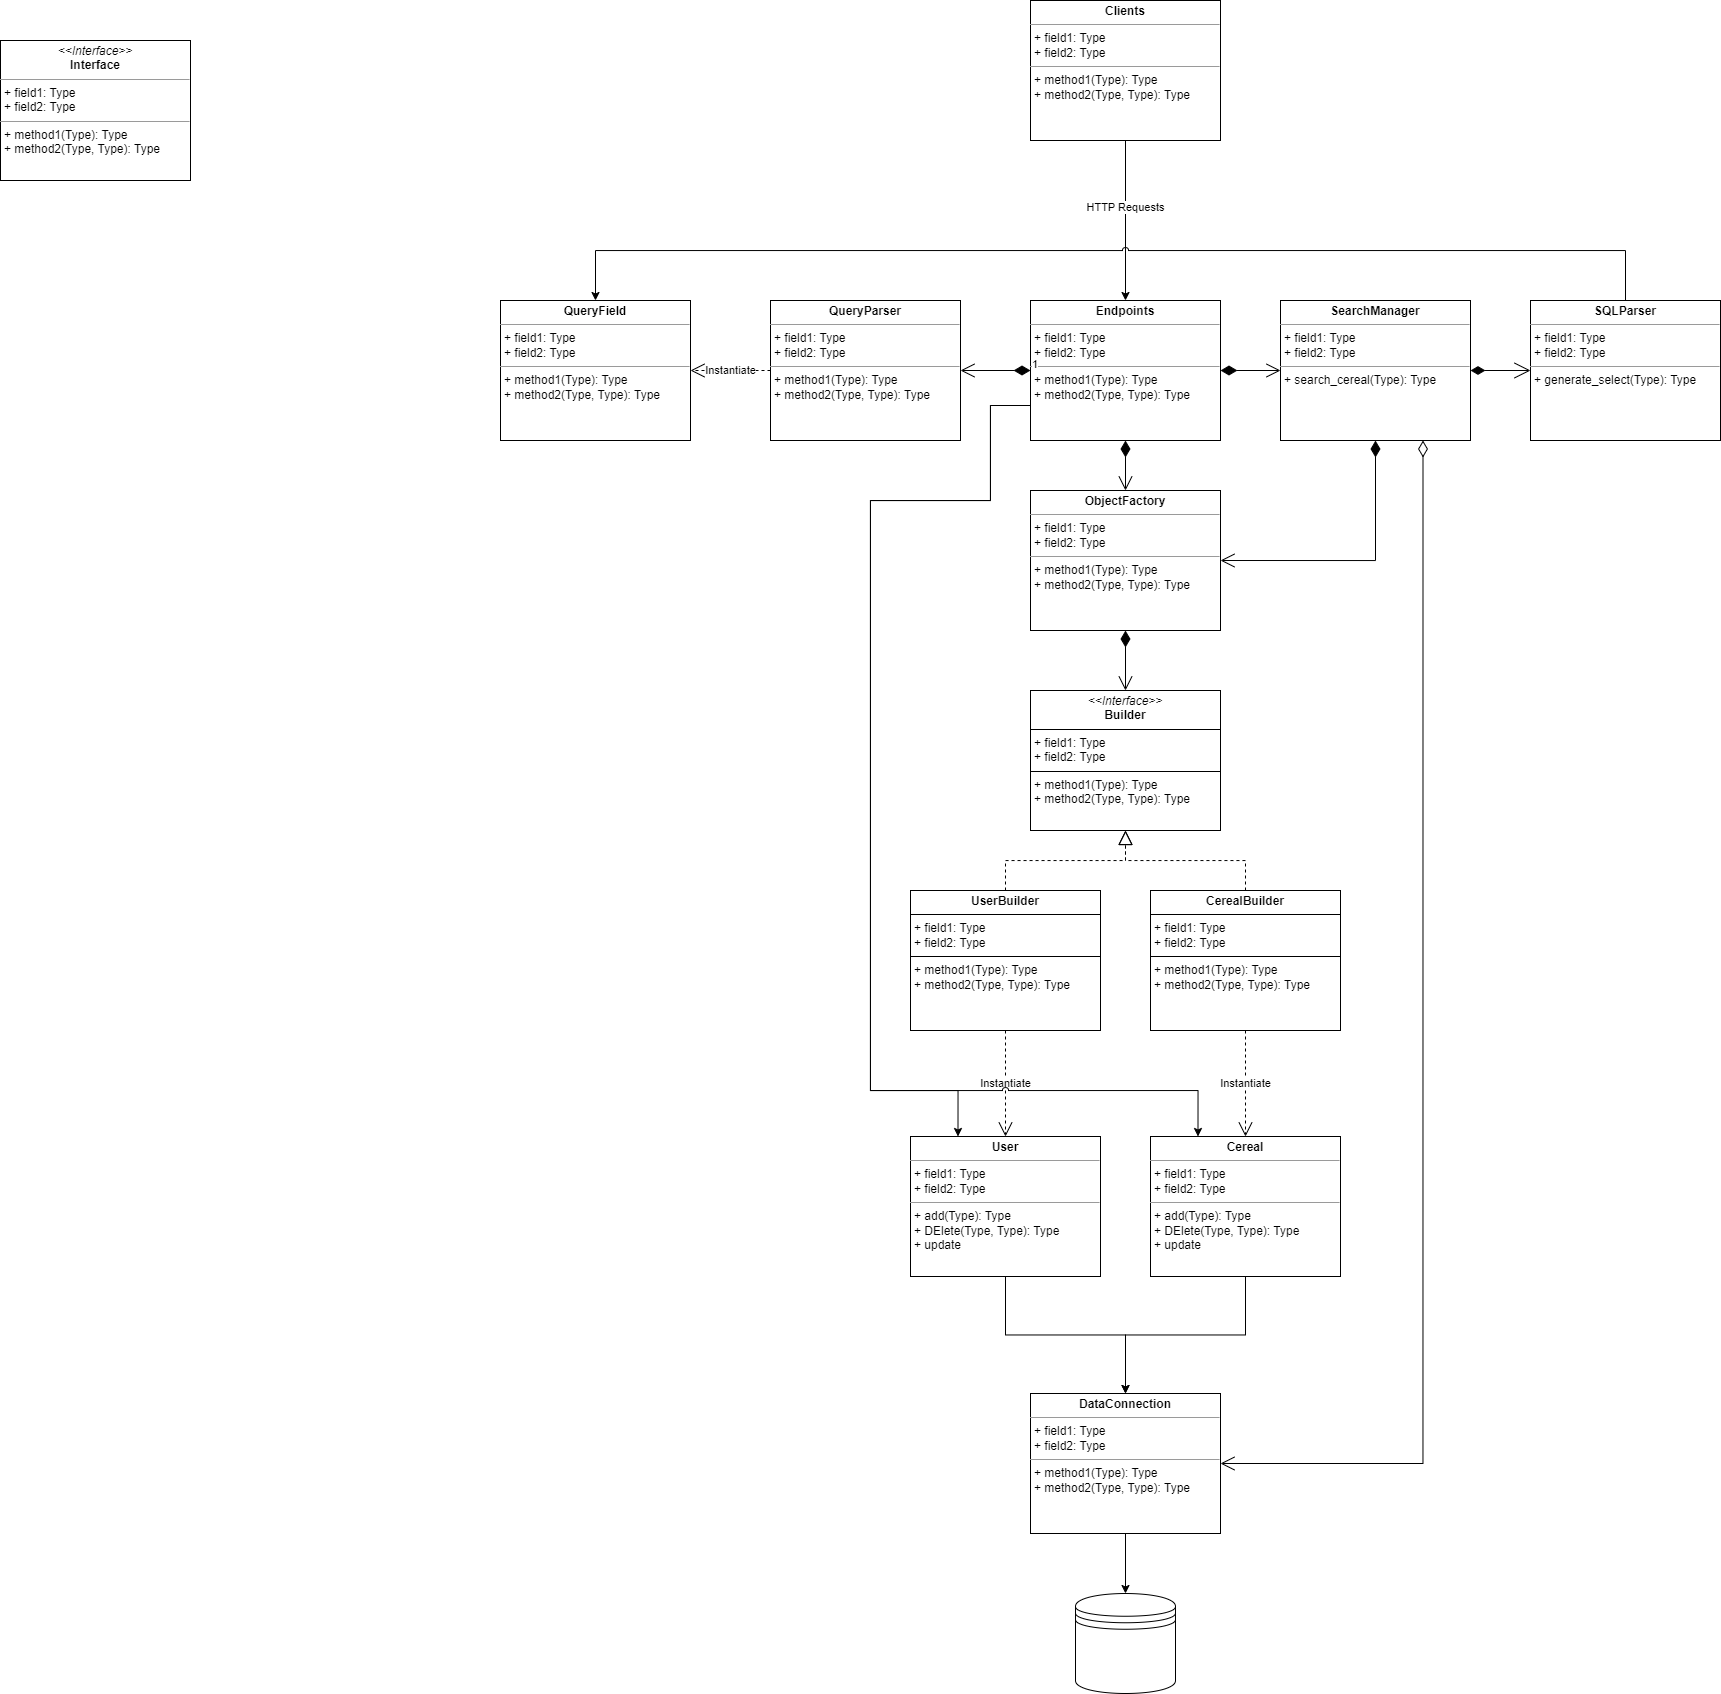 Clients
+ field1: Type
+ field2: Type
+ method1(Type): Type
+ method2(Type, Type): Type
<<Interface>>
Interface
+ field1: Type
+ field2: Type
+ method1(Type): Type
+ method2(Type, Type): Type
HTTP Requests
QueryField
+ field1: Type
+ field2: Type
+ method1(Type): Type
+ method2(Type, Type): Type
Instantiate
QueryParser
+ field1: Type
+ field2: Type
+ method1(Type): Type
+ method2(Type, Type): Type
Endpoints
+ field1: Type
+ field2: Type
1
+ method1(Type): Type
+ method2(Type, Type): Type
SearchManager
+ field1: Type
+ field2: Type
+ search_cereal(Type): Type
SQLParser
+ field1: Type
+ field2: Type
+ generate_select(Type): Type
ObjectFactory
+ field1: Type
+ field2: Type
+ method1(Type): Type
+ method2(Type, Type): Type
<<Interface>>
Builder
+ field1: Type
+ field2: Type
+ method1(Type): Type
+ method2(Type, Type): Type
UserBuilder
+ field1: Type
+ field2: Type
+ method1(Type): Type
+ method2(Type, Type): Type
CerealBuilder
+ field1: Type
+ field2: Type
+ method1(Type): Type
+ method2(Type, Type): Type
Instantiate
Instantiate
User
+ field1: Type
+ field2: Type
+ add(Type): Type
+ DElete(Type, Type): Type
+ update
Cereal
+ field1: Type
+ field2: Type
+ add(Type): Type
+ DElete(Type, Type): Type
+ update
DataConnection
+ field1: Type
+ field2: Type
+ method1(Type): Type
+ method2(Type, Type): Type